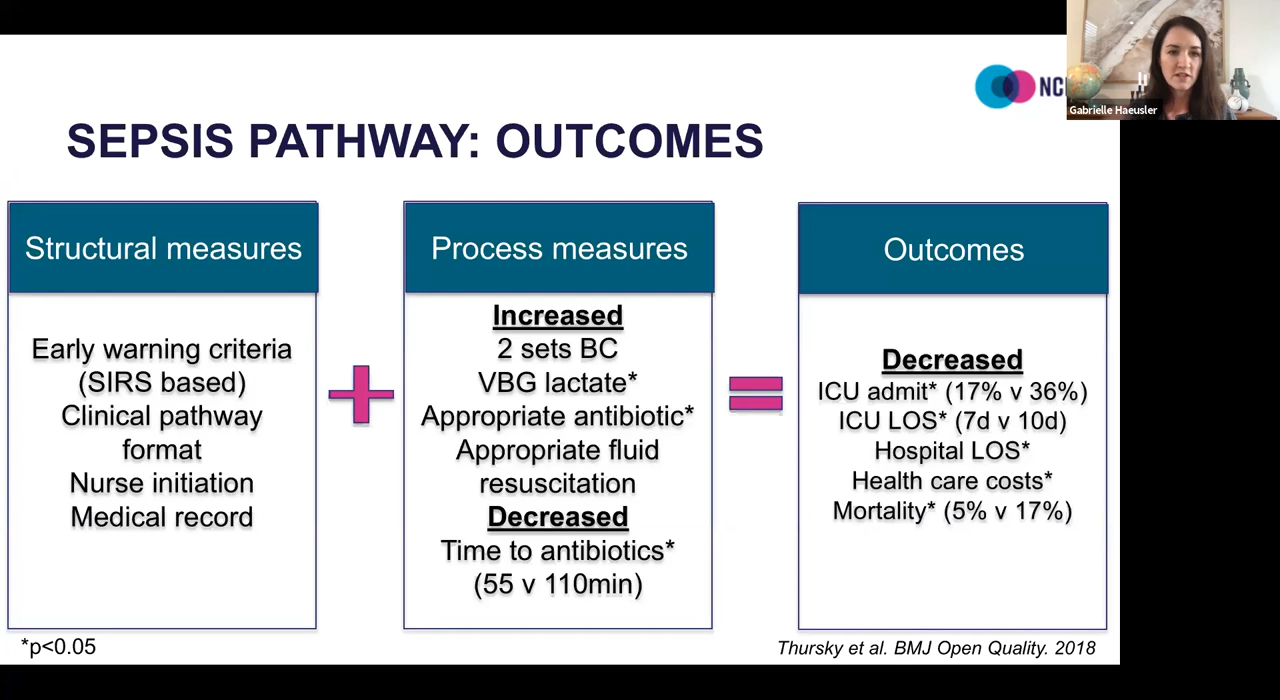 NC
Gabrielle Haeusler
SEPSIS PATHWAY: OUTCOMES
Structural measures
Early warning criteria
(SIRS based)
Clinical pathway
format
Nurse initiation
Medical record
Process measures
Increased
2 sets BC
VBG lactate*
Appropriate antibiotic*
Appropriate fluid
resuscitation
Decreased
Time to antibiotics*
(55 v 110min)
Outcomes
Decreased
ICU admit* (17% v 36%)
ICU LOS* (7d v 10d)
Hospital LOS*
Health care costs*
Mortality* (5% v 17%)
*p<0.05
Thursky et al. BMJ Open Quality. 2018